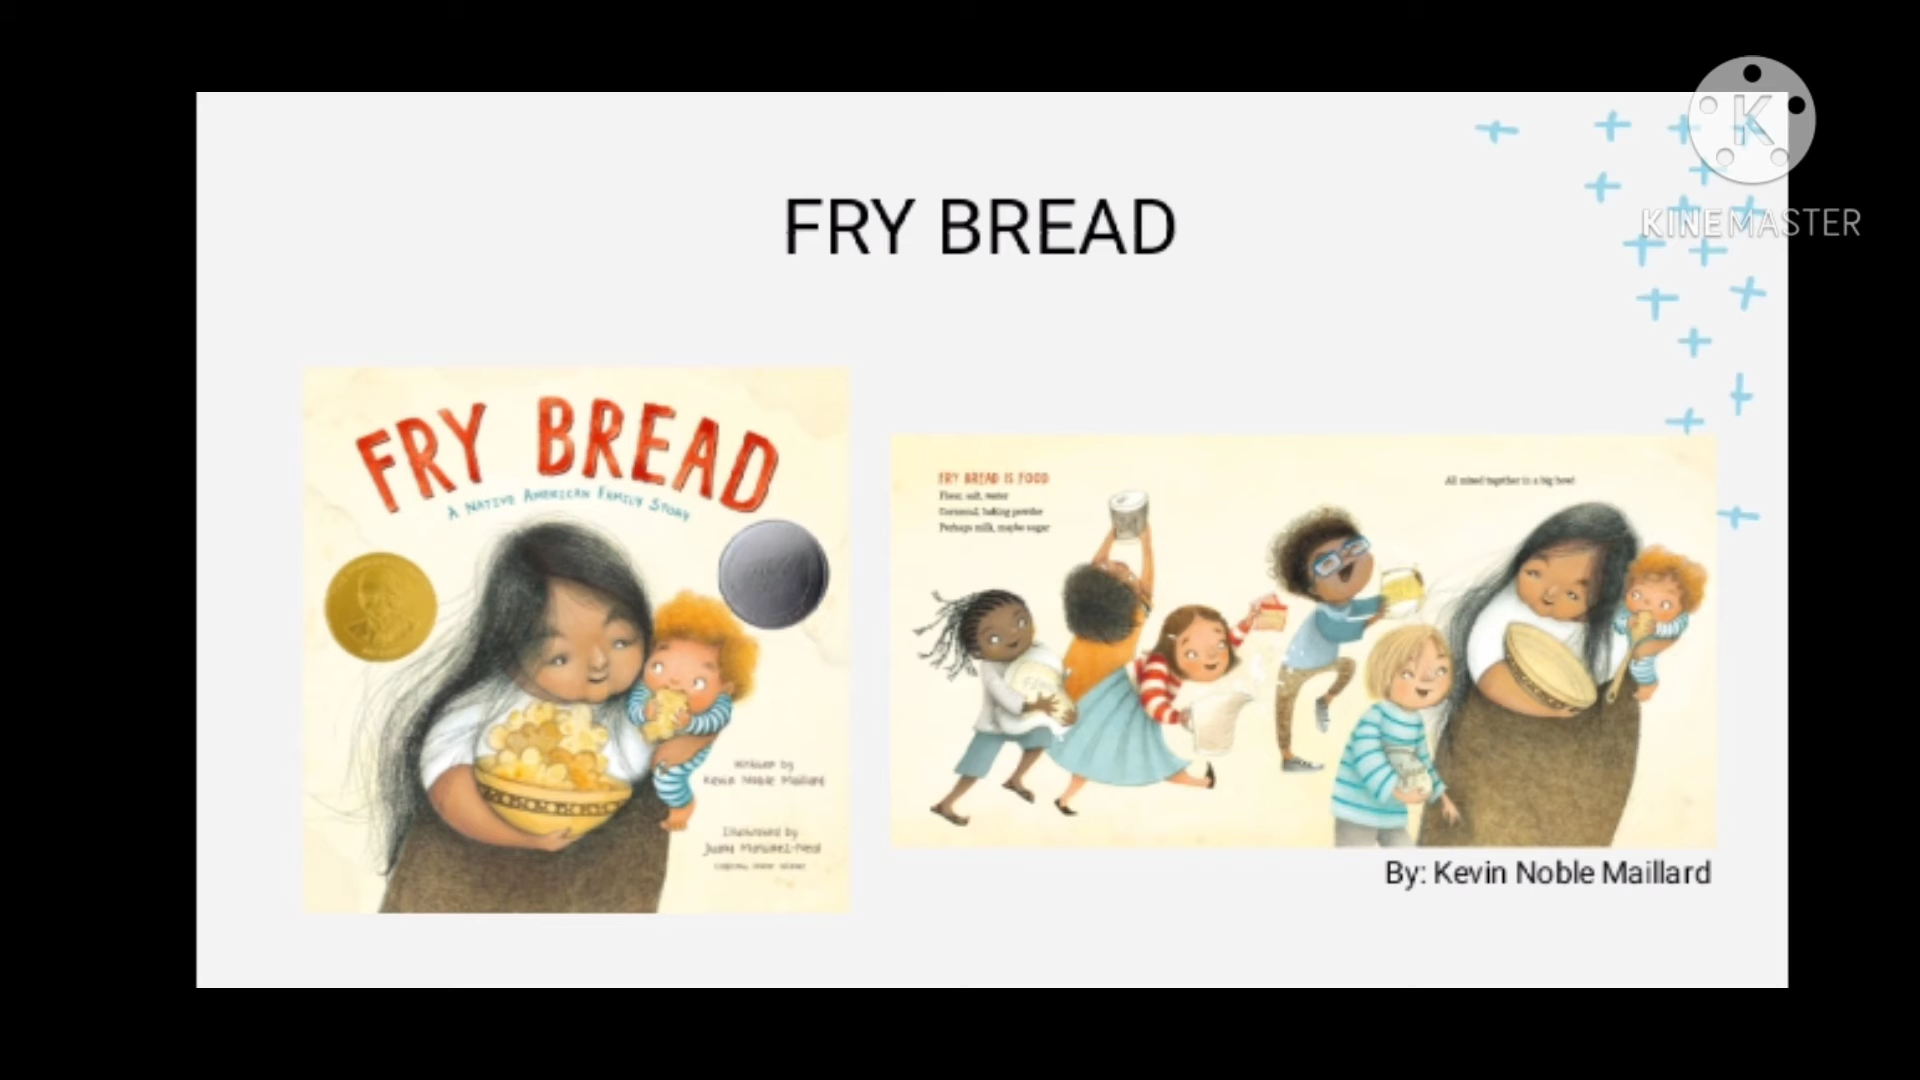 FRY BREAD
K
KINEMASTER
FRY BREAD
A NATIVE AMERICAN FAMILY STORY
Written by
Kevin Noble Maillard
Illustrated by
Juana Martinez-Neal
FRY BREAD IS FOOD
Flour, salt, water
Cornmeal, baking powder
Perhaps milk, maybe sugar
All mixed together in a big bowl
By: Kevin Noble Maillard